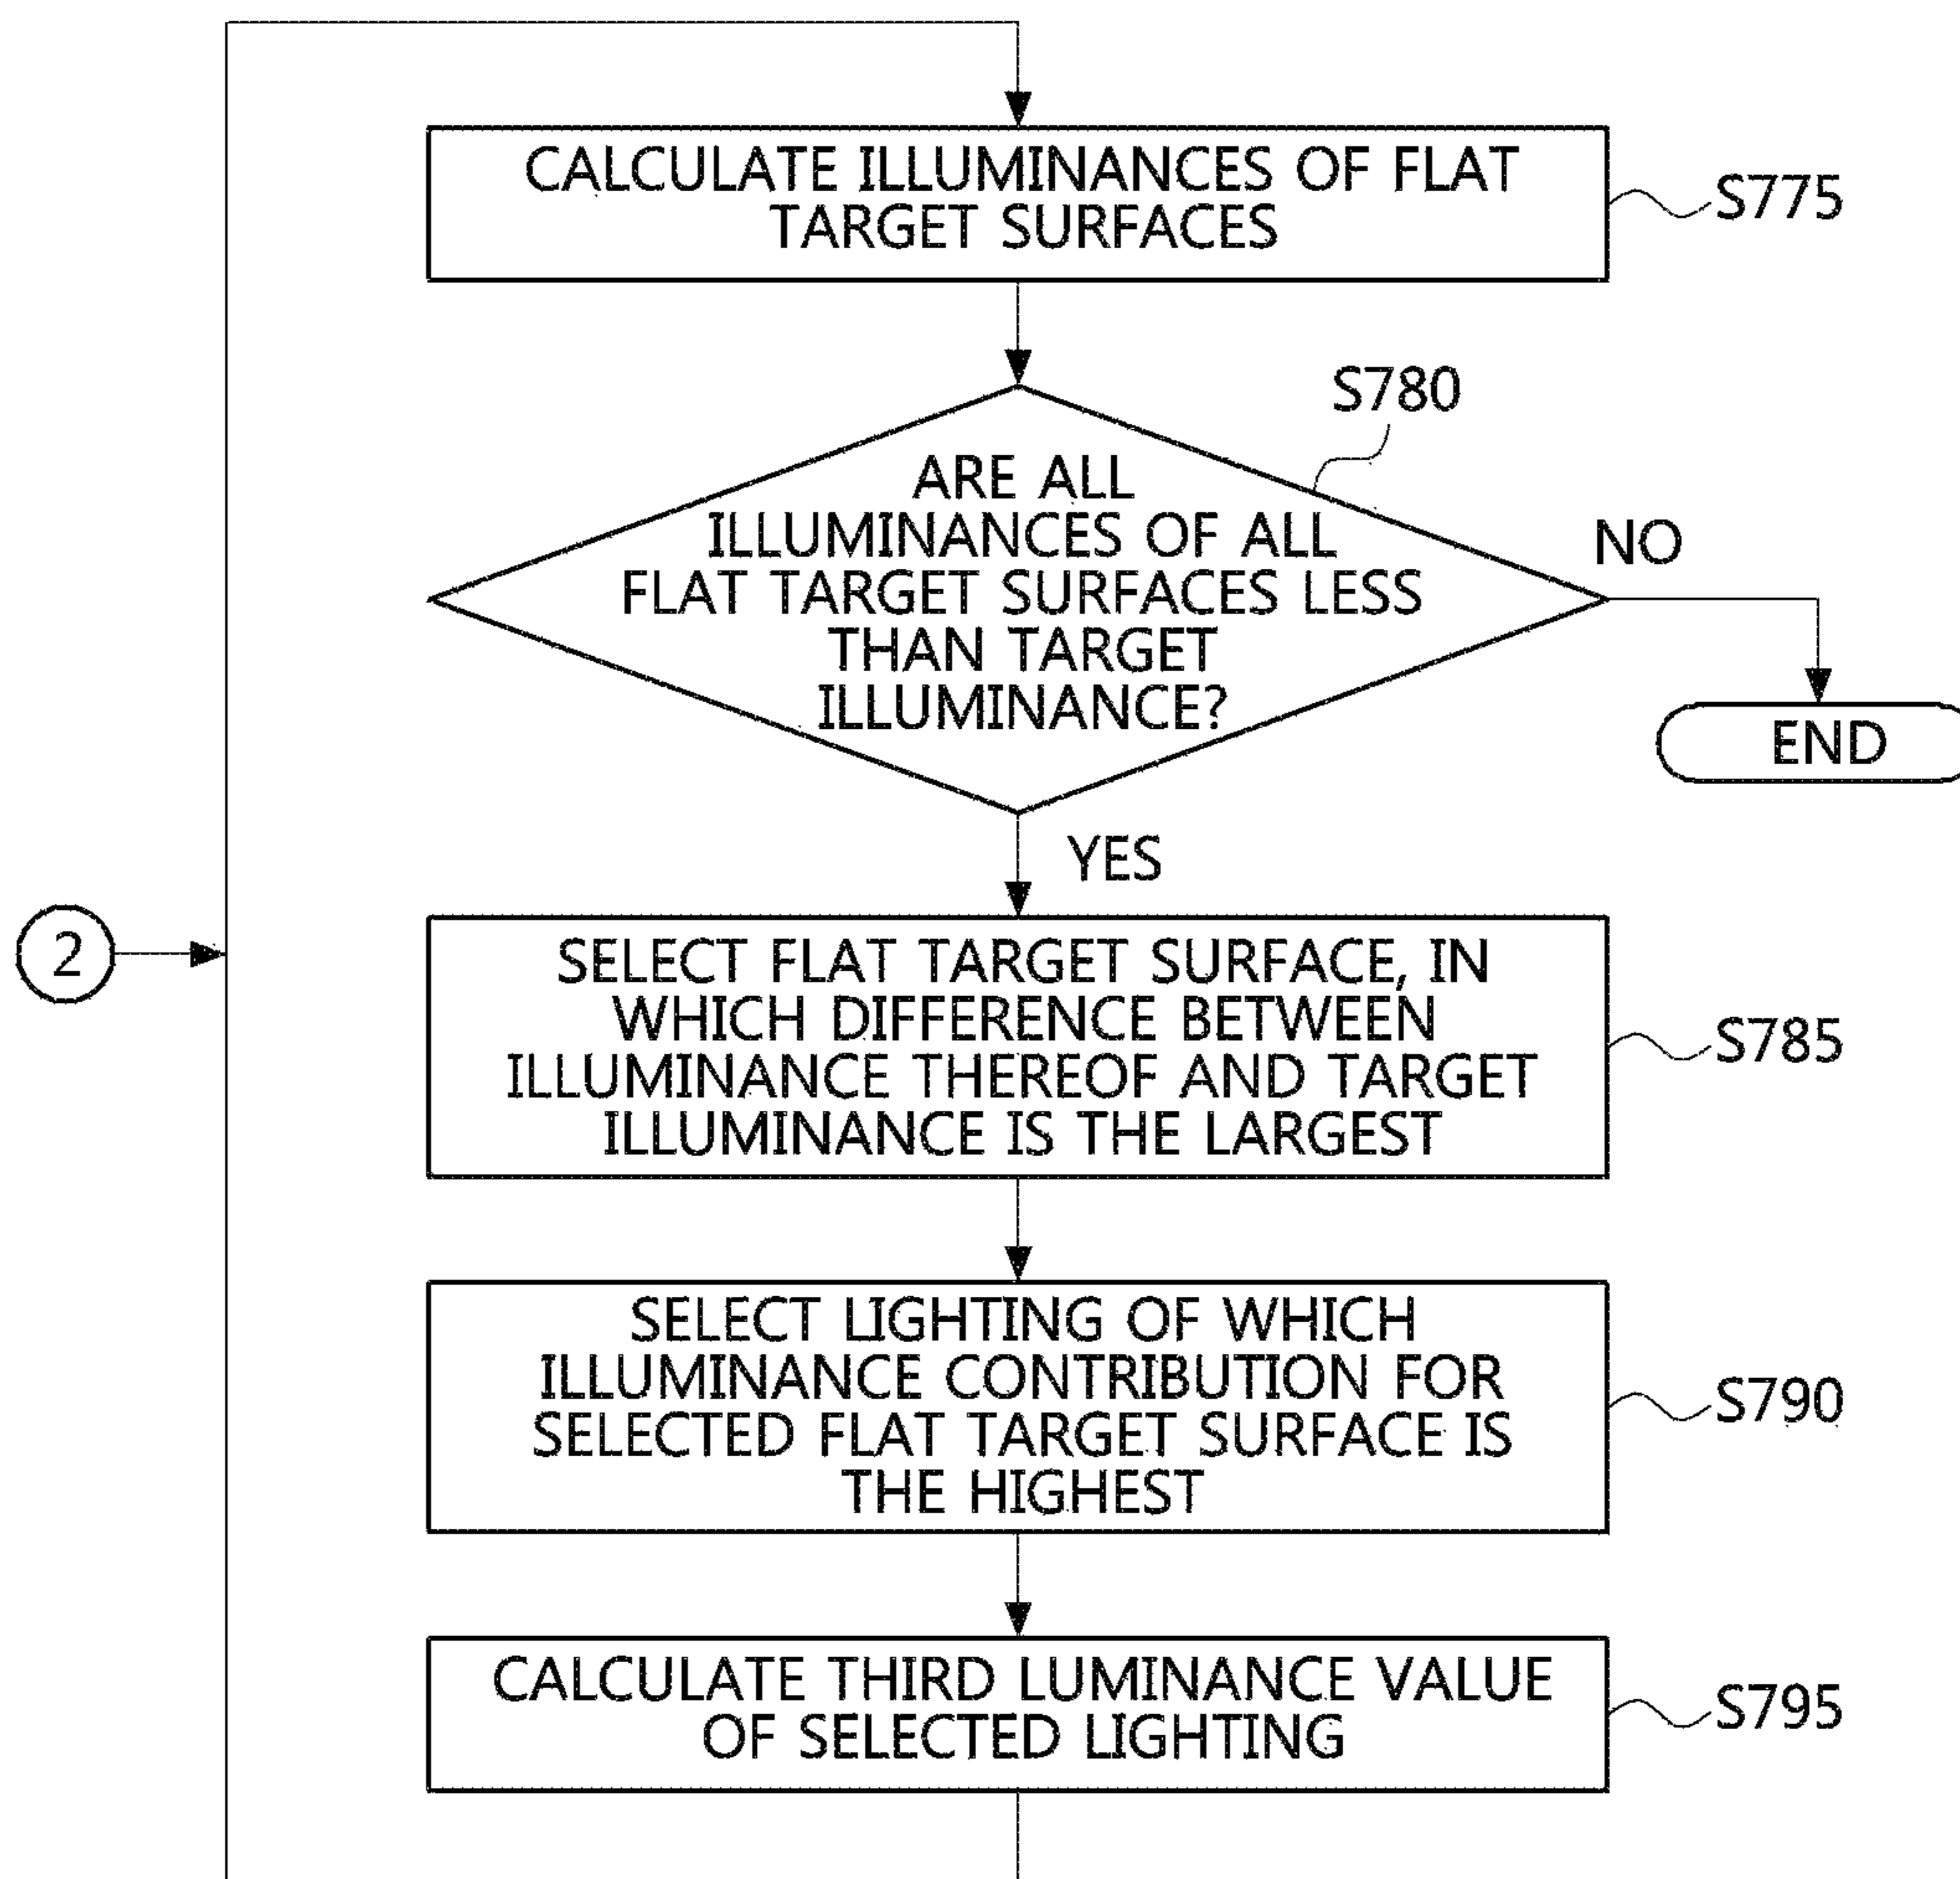 CALCULATE ILLUMINANCES OF FLAT
TARGET SURFACES
S775
S780
ARE ALL
ILLUMINANCES OF ALL
FLAT TARGET SURFACES LESS
THAN TARGET
ILLUMINANCE?
NO
END
YES
2
SELECT FLAT TARGET SURFACE, IN
WHICH DIFFERENCE BETWEEN
ILLUMINANCE THEREOF AND TARGET
ILLUMINANCE IS THE LARGEST
S785
SELECT LIGHTING OF WHICH
ILLUMINANCE CONTRIBUTION FOR
SELECTED FLAT TARGET SURFACE IS
THE HIGHEST
S790
CALCULATE THIRD LUMINANCE VALUE
OF SELECTED LIGHTING
S795